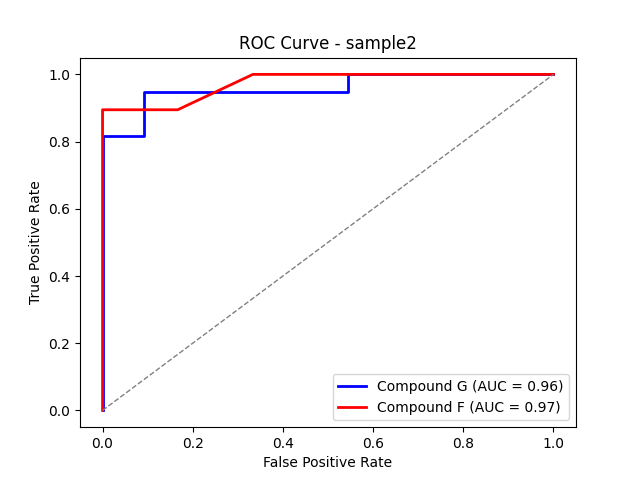 ROC Curve - sample2
True Positive Rate
1.0
0.8
0.6
0.4
0.2
0.0
0.0 0.2 0.4 0.6 0.8 1.0
False Positive Rate
Compound G (AUC = 0.96)
Compound F (AUC = 0.97)